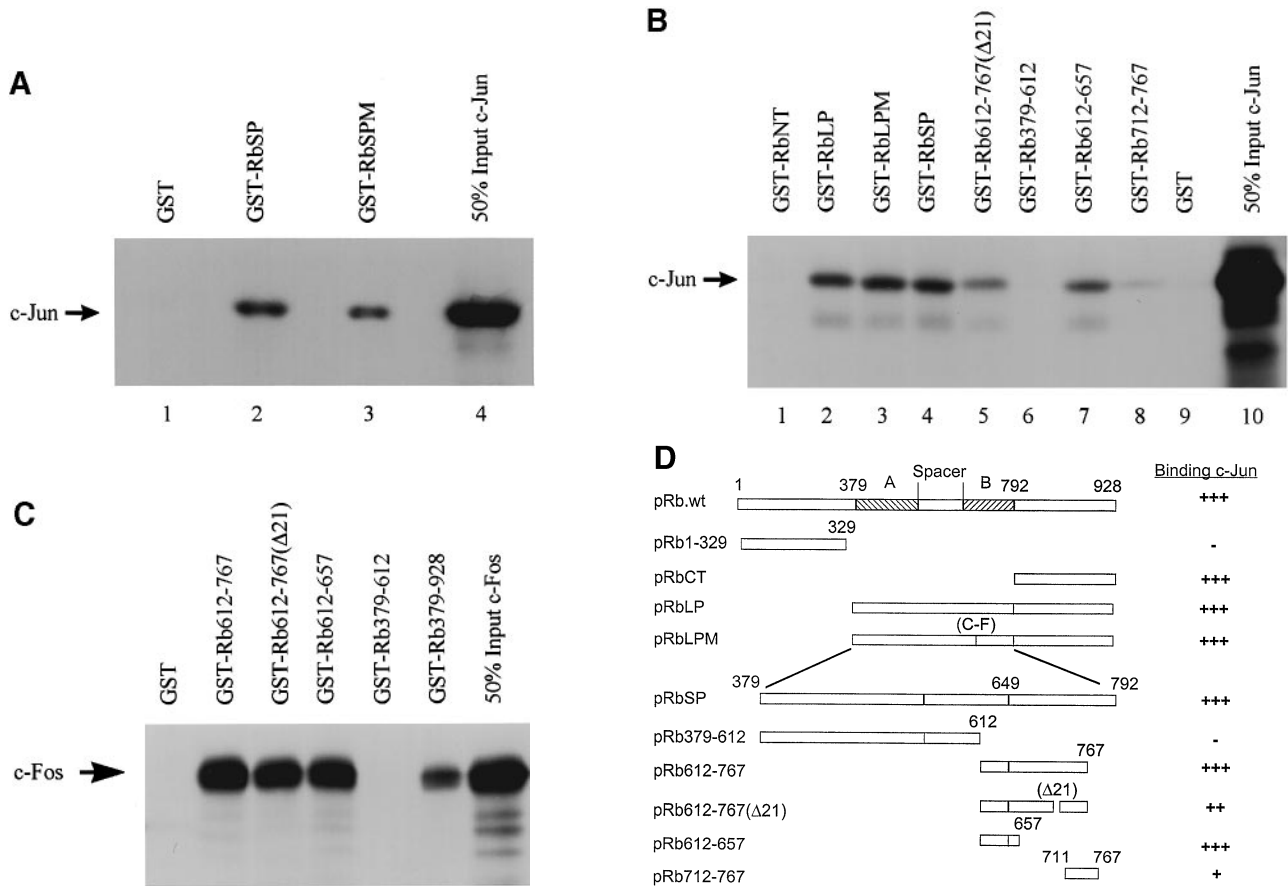 A
GST
GST-RbSP
GST-RbSPM
50% Input c-Jun
c-Jun
1 2 3 4
B
GST-RbNT
GST-RbLP
GST-RbLPM
GST-RbSP
GST-Rb612-767(Δ21)
GST-Rb379-612
GST-Rb612-657
GST-Rb712-767
GST
50% Input c-Jun
c-Jun
1 2 3 4 5 6 7 8 9 10
C
GST
GST-Rb612-767
GST-Rb612-767(Δ21)
GST-Rb612-657
GST-Rb379-612
GST-Rb379-928
50% Input c-Fos
c-Fos
D
Spacer
Binding c-Jun
1 379 A B 792 928
pRb.wt +++
329
pRb1-329 -
pRbCT +++
pRbLP +++
(C-F)
pRbLPM +++
379 649 792
pRbSP +++
612
pRb379-612 -
767
pRb612-767 +++
(Δ21)
pRb612-767(Δ21) ++
657
pRb612-657 +++
711 767
pRb712-767 +